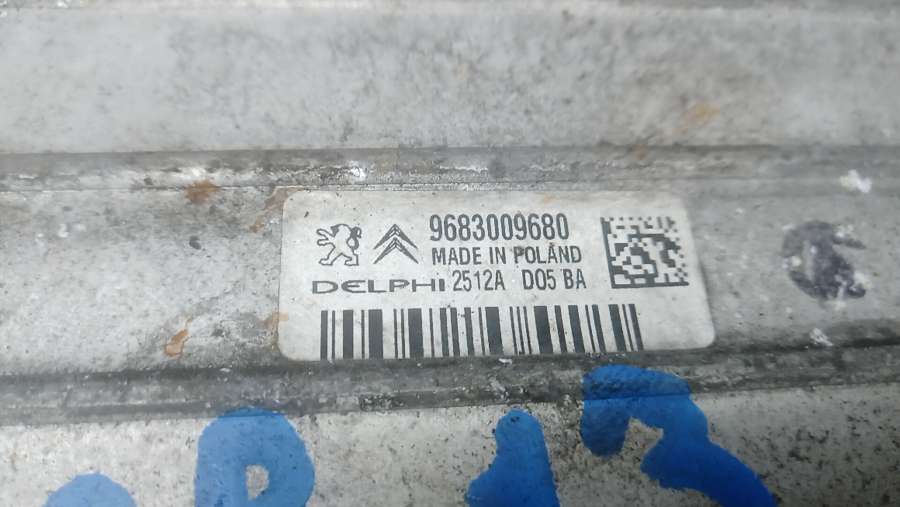 9683009680
MADE IN POLAND
DELPHI 2512A D05 BA